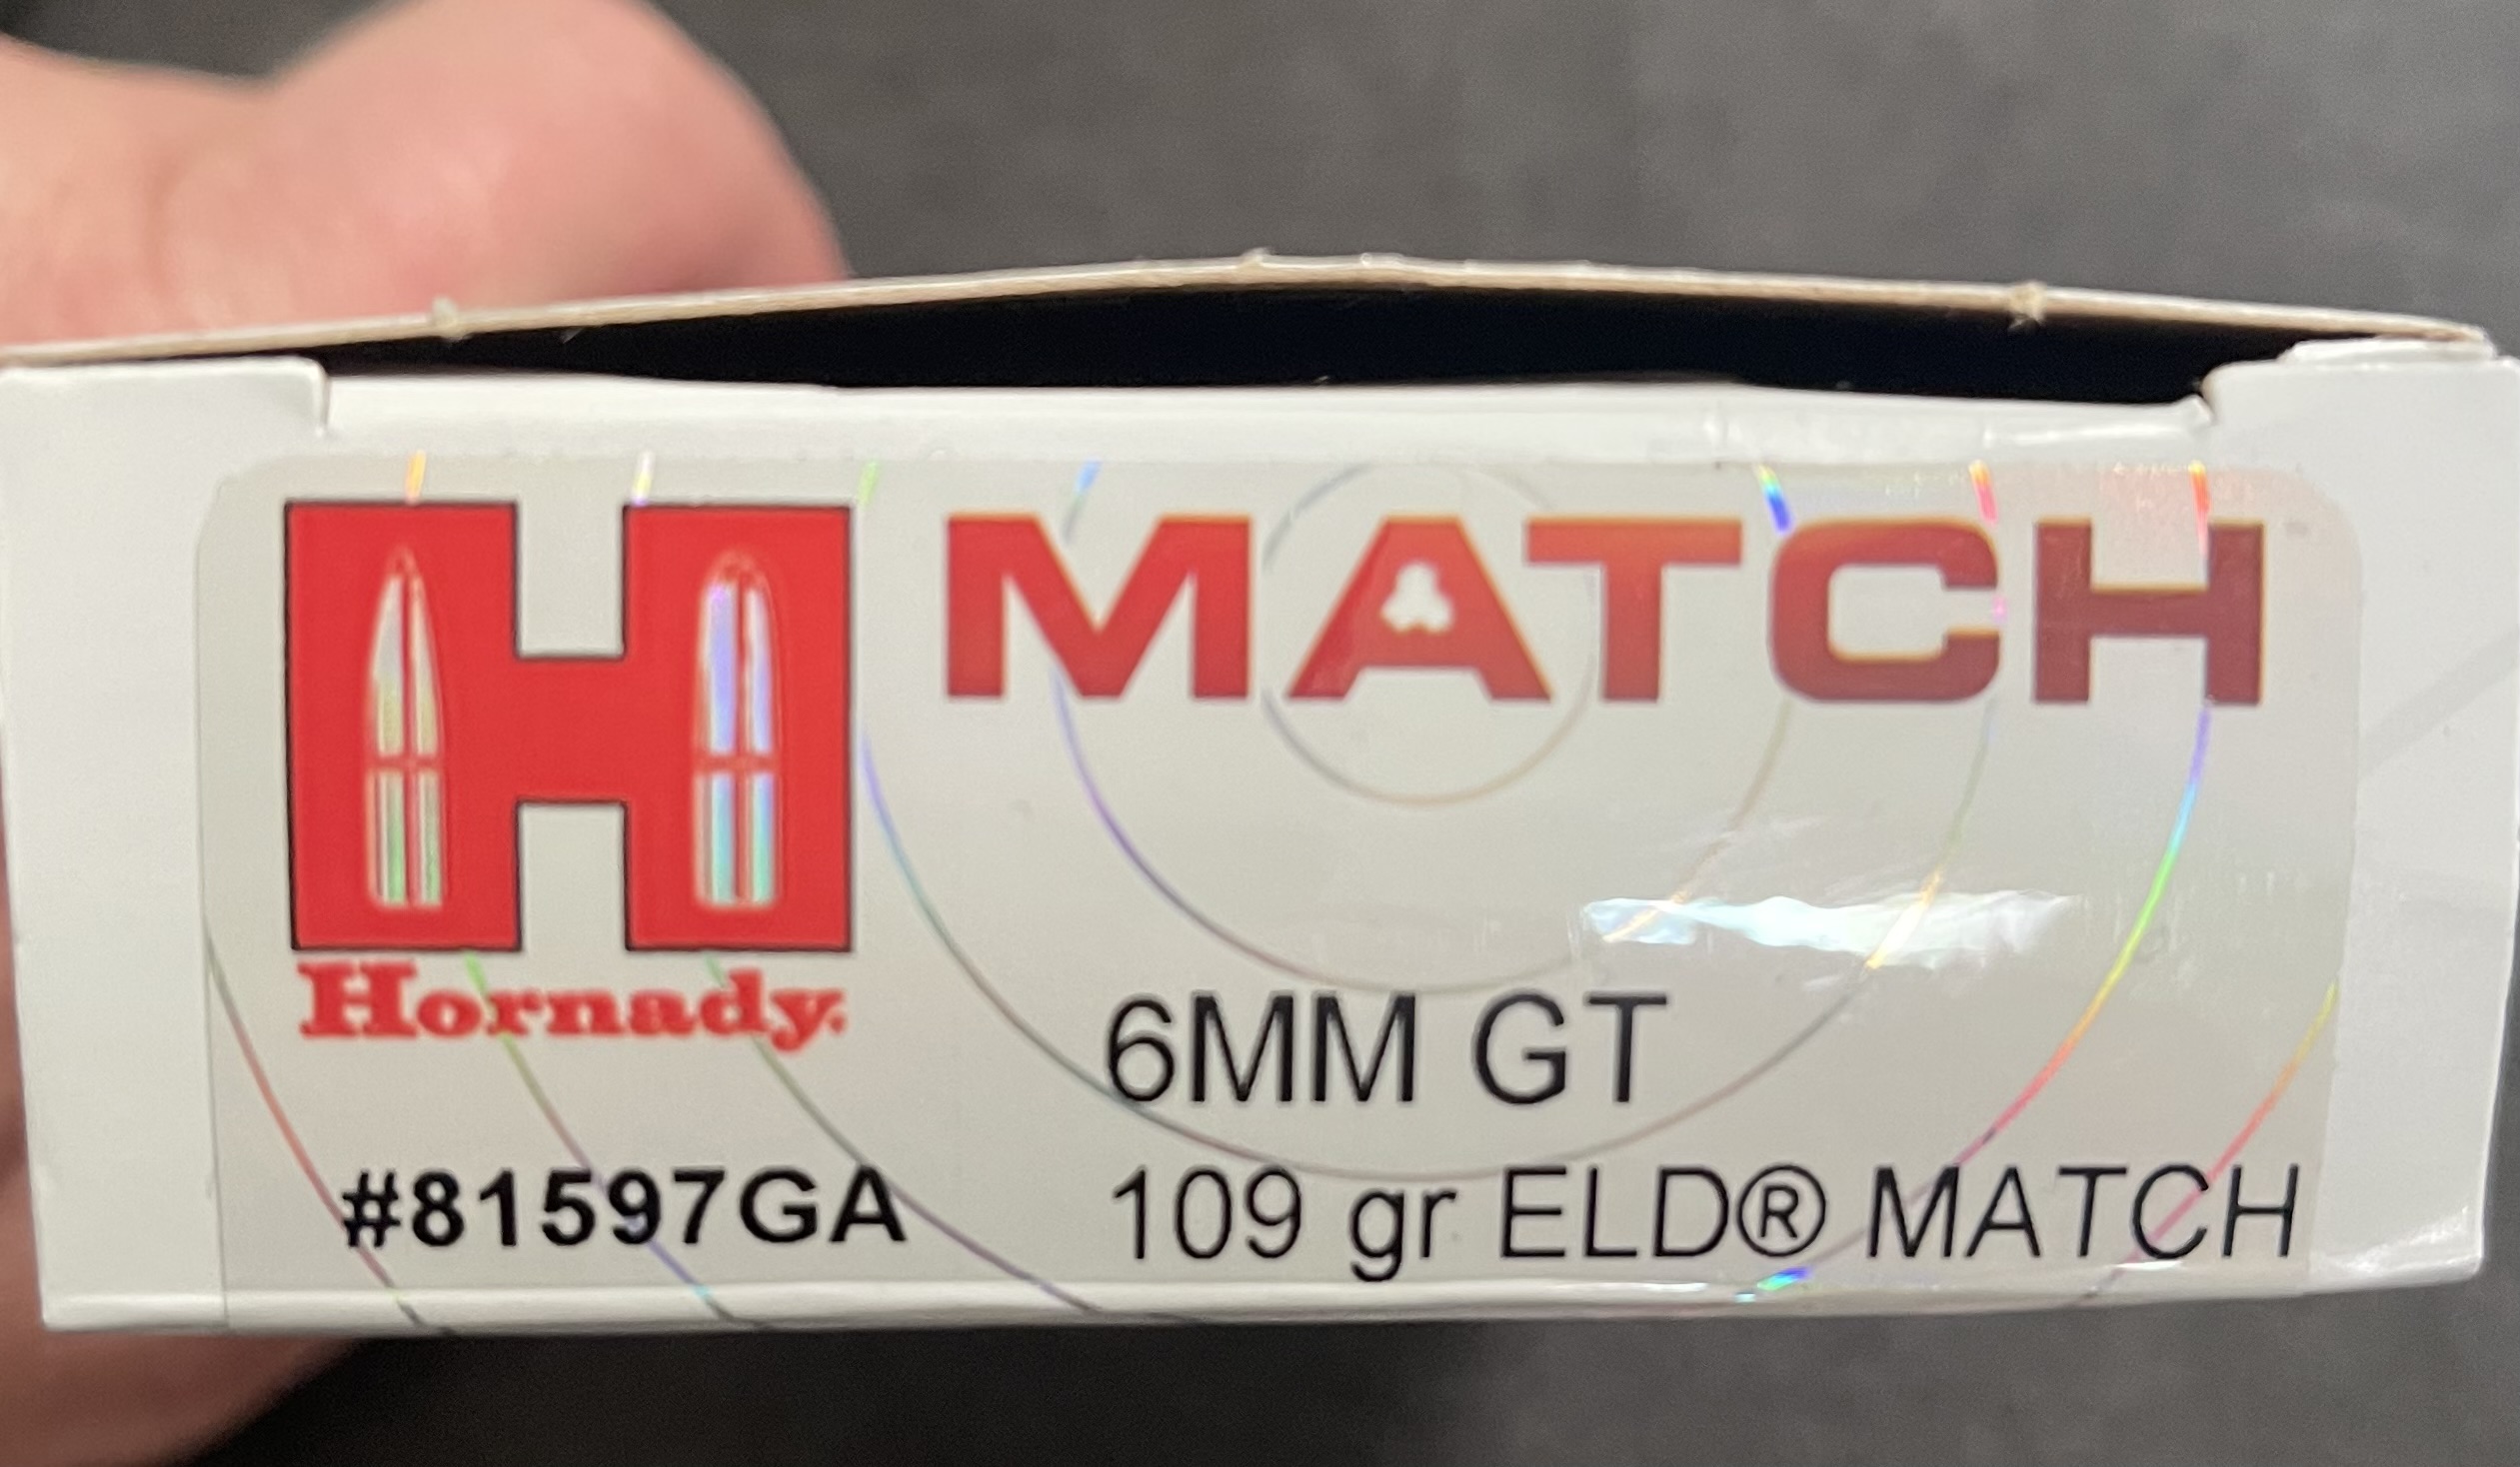 MATCH
Hornady
6MM GT
#81597GA
109 gr ELD® MATCH